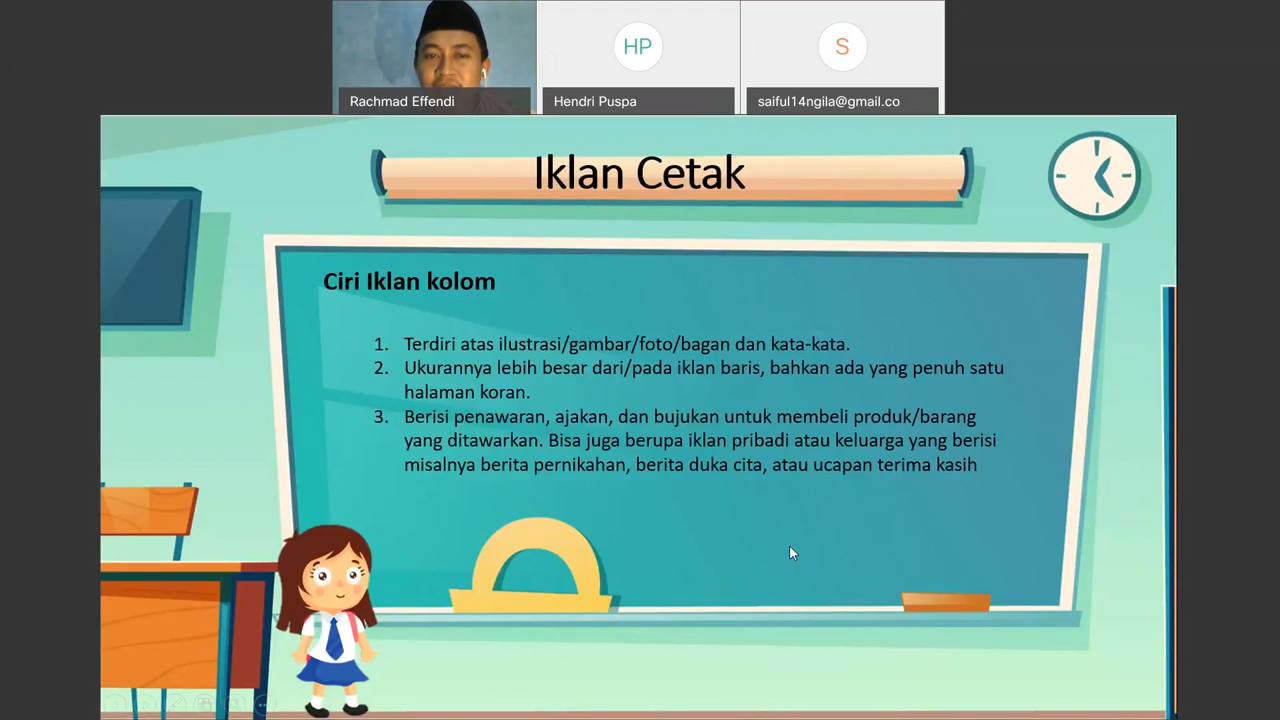 HP
S
Rachmad Effendi
Hendri Puspa
saiful14ngila@gmail.co
Iklan Cetak
Ciri Iklan kolom
1. Terdiri atas ilustrasi/gambar/foto/bagan dan kata-kata.
2. Ukurannya lebih besar dari/pada iklan baris, bahkan ada yang penuh satu
halaman koran.
3. Berisi penawaran, ajakan, dan bujukan untuk membeli produk/barang
yang ditawarkan. Bisa juga berupa iklan pribadi atau keluarga yang berisi
misalnya berita pernikahan, berita duka cita, atau ucapan terima kasih